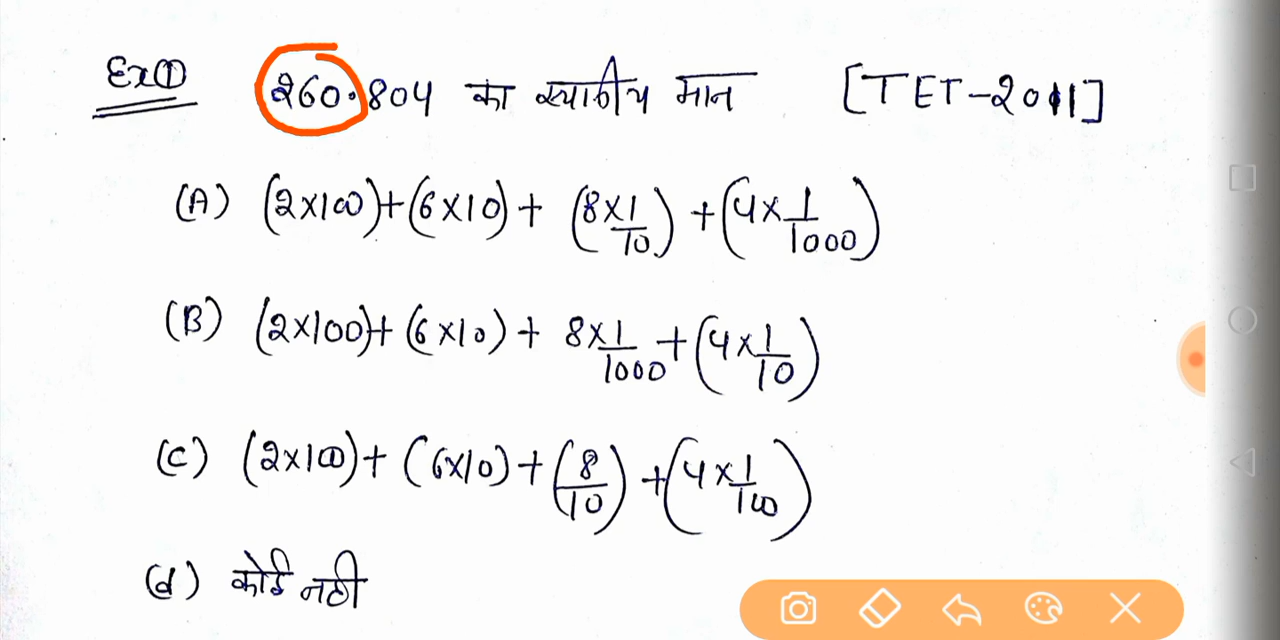 Ex① 260.804 का स्थानीय मान [TET-2011]
(A) (2×100)+(6×10)+(8×1/10)+(4×1/1000)
(B) (2×100)+(6×10)+8×1/1000+(4×1/10)
(C) (2×100)+(6×10)+(8/10)+(4×1/100)
(d) कोई नही